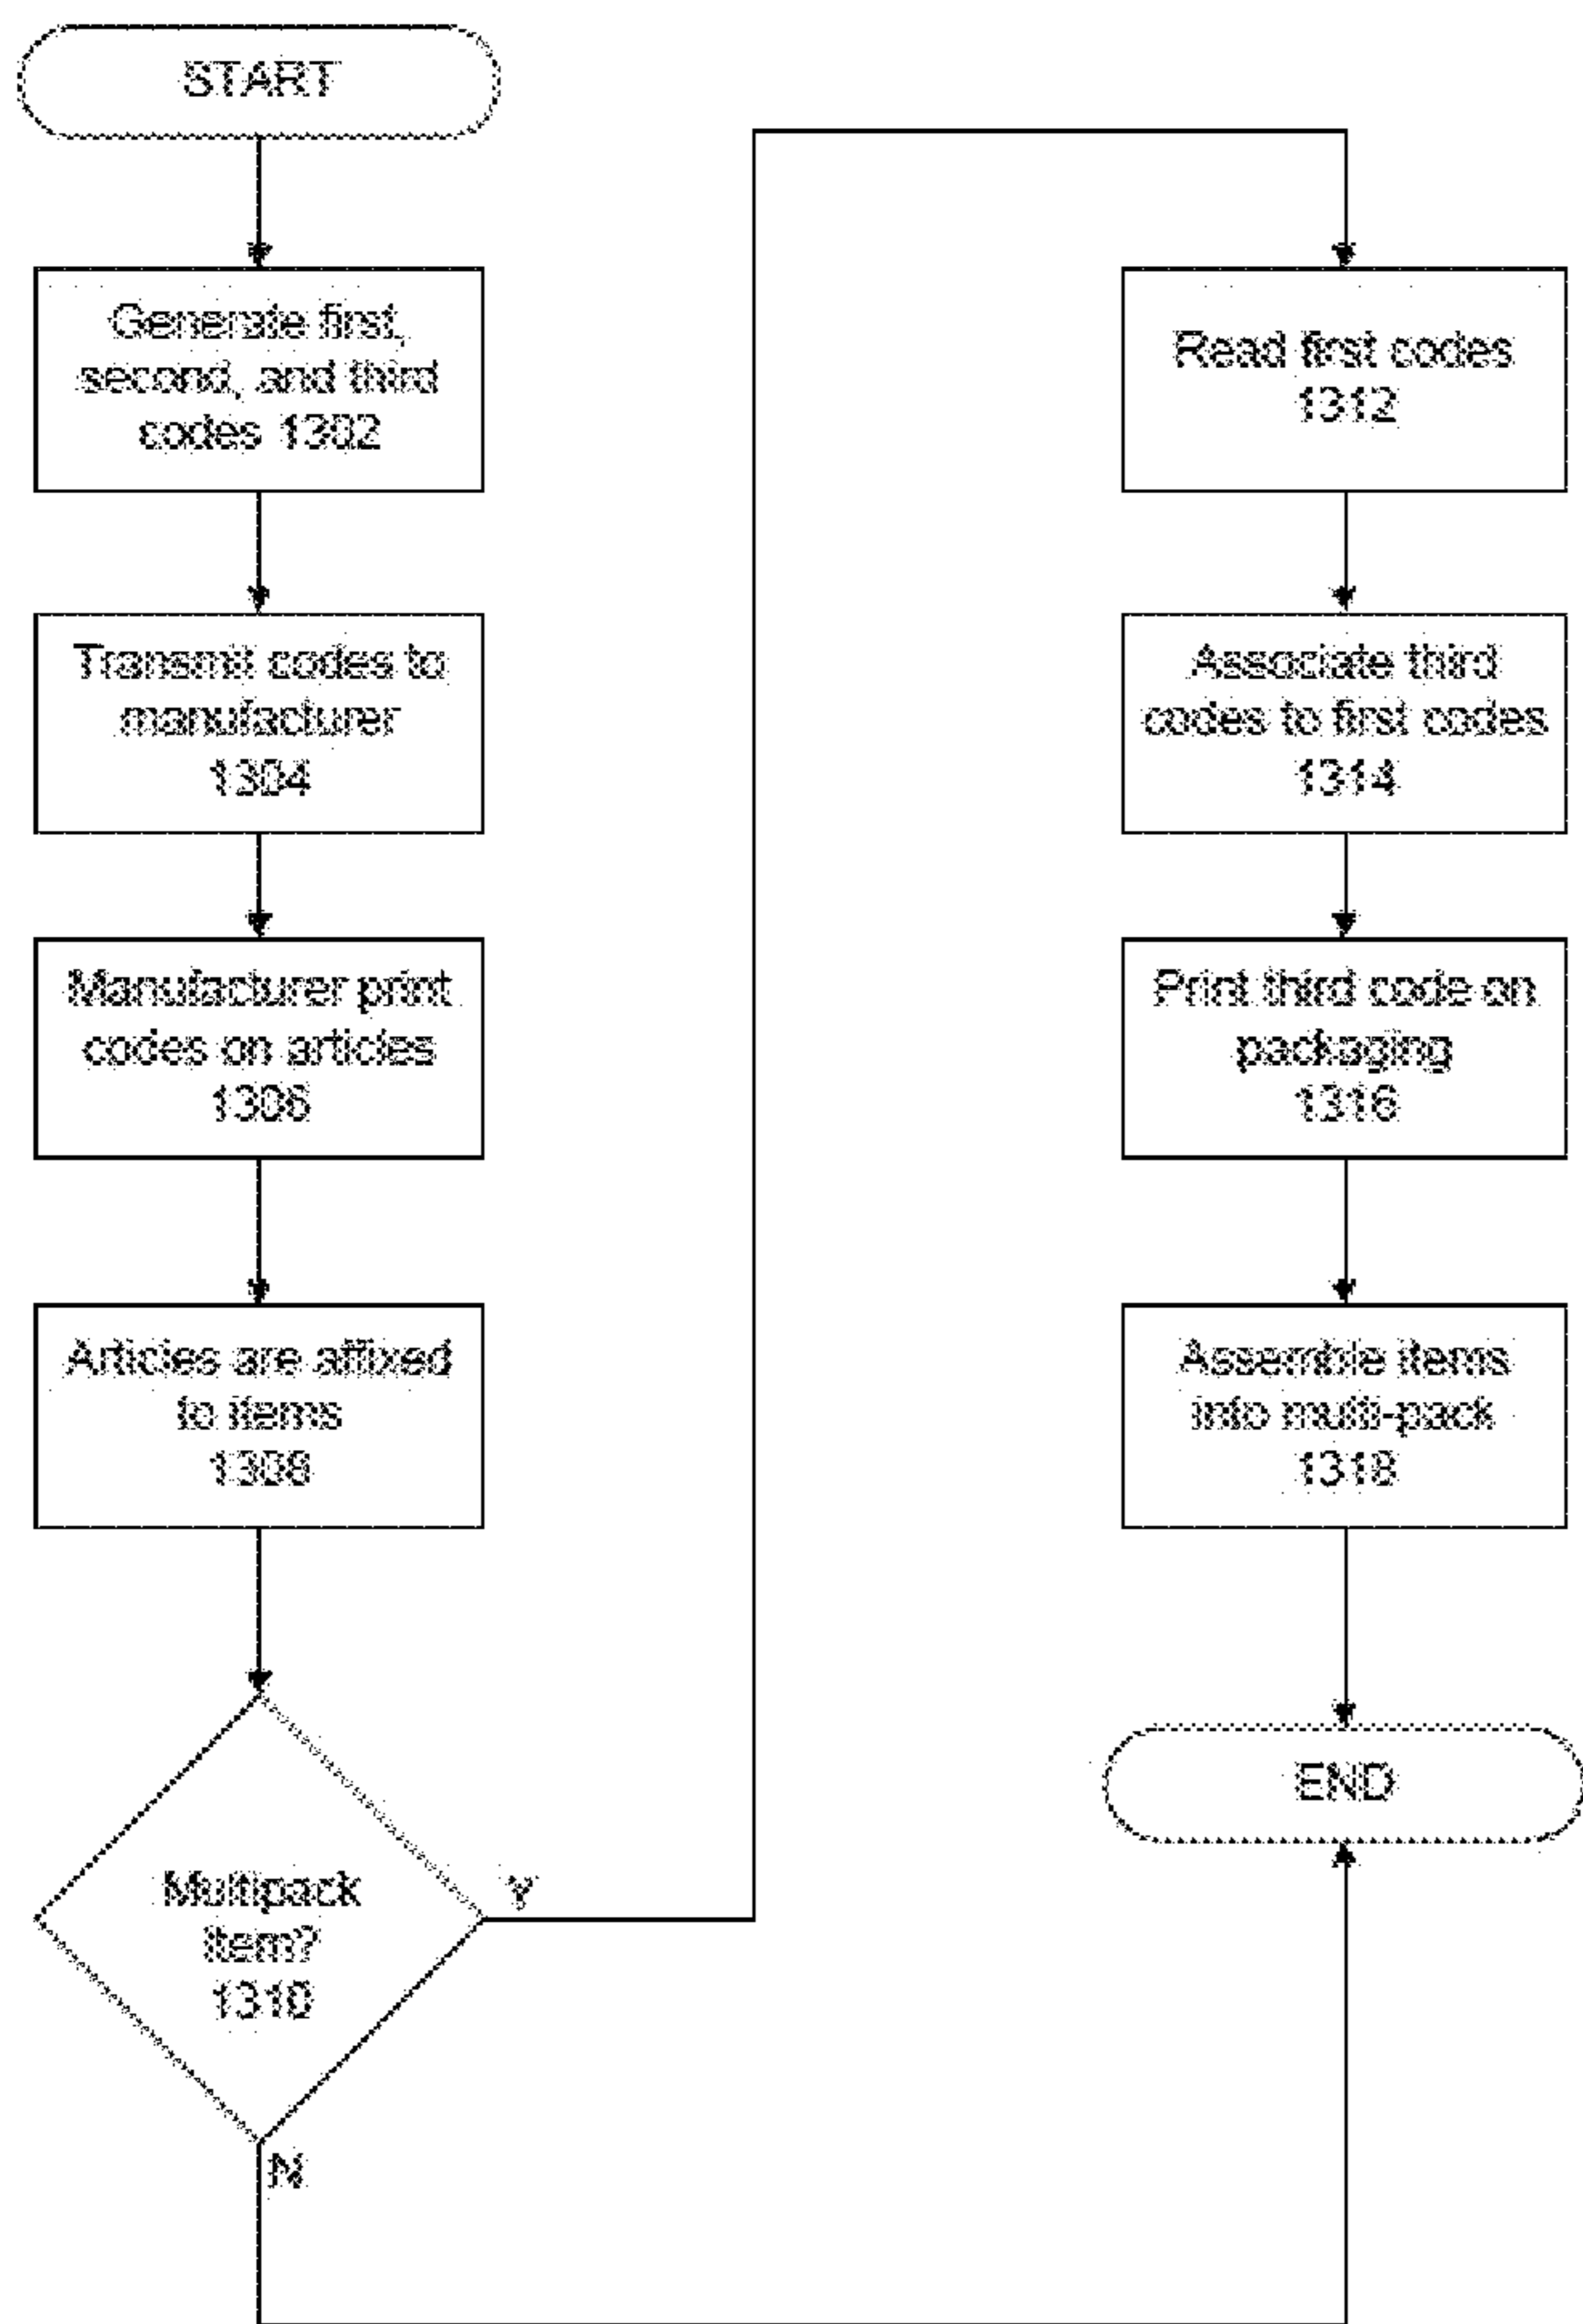 START
Generate first,
second, and third
codes 1302
Transmit codes to
manufacturer
1304
Manufacturer print
codes on articles
1306
Articles are affixed
to items
1308
Multipack
Item?
1310
Y
N
Read first codes
1312
Associate third
codes to first codes
1314
Print third code on
packaging
1316
Assemble items
into multi-pack
1318
END